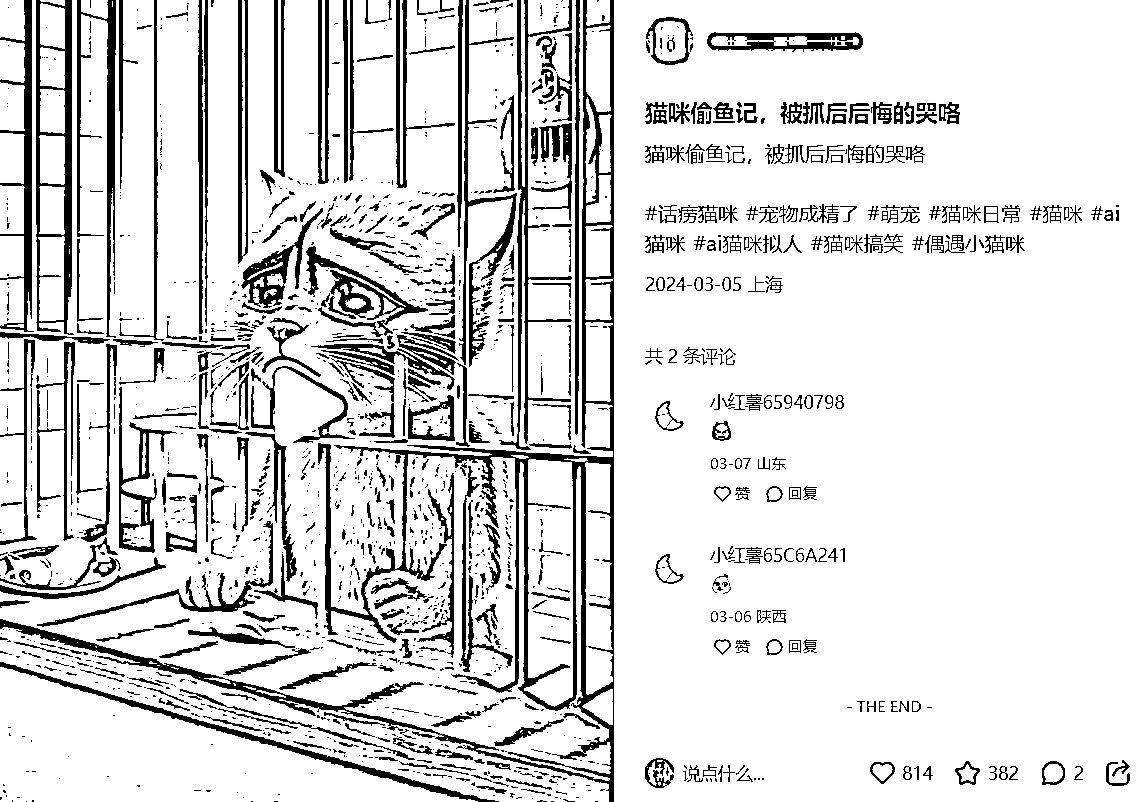 猫咪偷鱼记，被抓后后悔的哭咯
猫咪偷鱼记，被抓后后悔的哭咯
#话痨猫咪 #宠物成精了 #萌宠 #猫咪日常 #猫咪 #ai
猫咪 #ai猫咪拟人 #猫咪搞笑 #偶遇小猫咪
2024-03-05 上海
共 2 条评论
小红薯65940798
03-07 山东
赞 回复
小红薯65C6A241
03-06 陕西
赞 回复
- THE END -
说点什么... 814 382 2